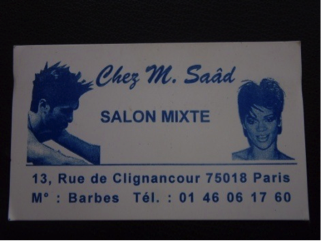 Chez M. Saâd
SALON MIXTE
13, Rue de Clignancour 75018 Paris
M° : Barbes Tél. : 01 46 06 17 60